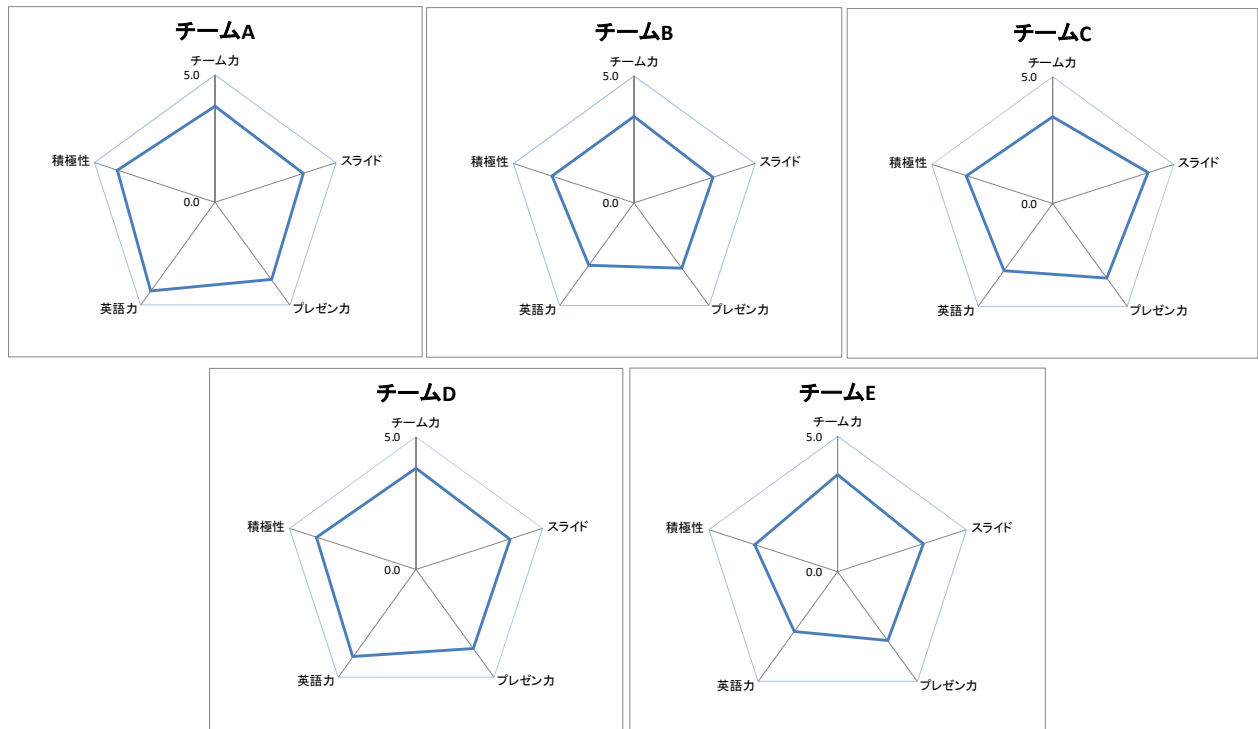 チームA
チーム力
5.0
積極性
スライド
0.0
英語力
プレゼン力
チームB
チーム力
5.0
積極性
スライド
0.0
英語力
プレゼン力
チームC
チーム力
5.0
積極性
スライド
0.0
英語力
プレゼン力
チームD
チーム力
5.0
積極性
スライド
0.0
英語力
プレゼン力
チームE
チーム力
5.0
積極性
スライド
0.0
英語力
プレゼン力